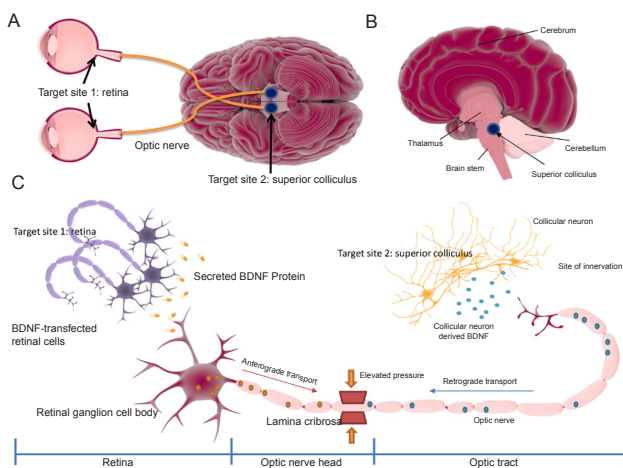 A
Target site 1: retina
Optic nerve
Target site 2: superior colliculus
B
Cerebrum
Thalamus
Brain stem
Cerebellum
Superior colliculus
C
Target site 1: retina
Secreted BDNF Protein
BDNF-transfected
retinal cells
Retinal ganglion cell body
Anterograde transport
Lamina cribrosa
Elevated pressure
Collicular neuron
Target site 2: superior colliculus
Site of innervation
Collicular neuron
derived BDNF
Retrograde transport
Optic nerve
Retina
Optic nerve head
Optic tract